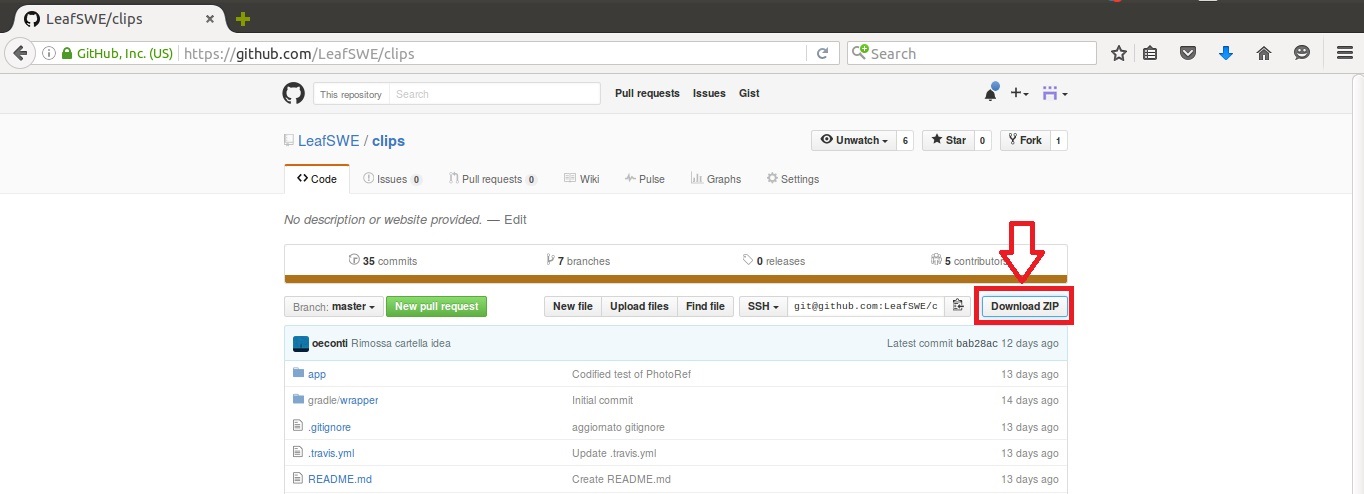 LeafSWE/clips
GitHub, Inc. (US) https://github.com/LeafSWE/clips Search
This repository Search Pull requests Issues Gist
LeafSWE / clips Unwatch 6 Star 0 Fork 1
Code Issues 0 Pull requests 0 Wiki Pulse Graphs Settings
No description or website provided. — Edit
35 commits 7 branches 0 releases 5 contributors
Branch: master New pull request New file Upload files Find file SSH git@github.com:LeafSWE/c Download ZIP
oeconti Rimossa cartella idea Latest commit bab28ac 12 days ago
app Codified test of PhotoRef 13 days ago
gradle/wrapper Initial commit 14 days ago
.gitignore aggiornato gitignore 13 days ago
.travis.yml Update .travis.yml 13 days ago
README.md Create README.md 13 days ago